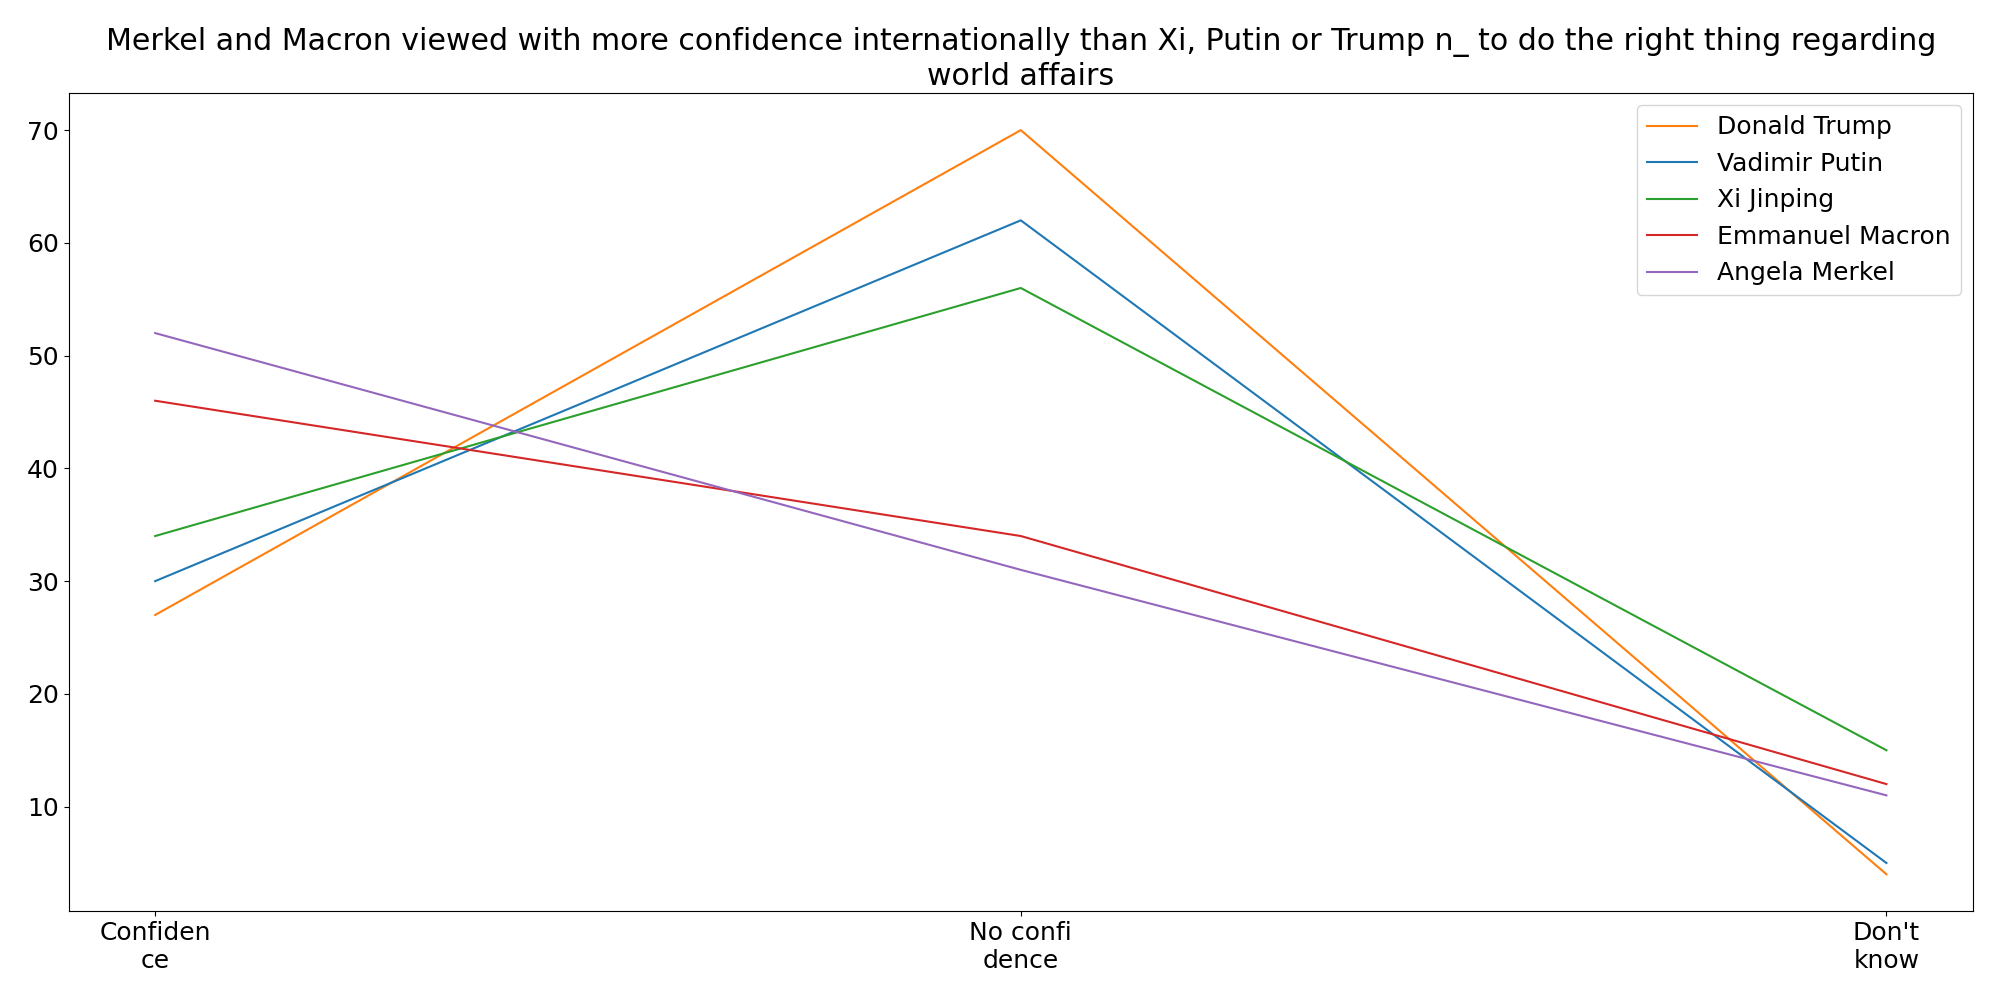 Merkel and Macron viewed with more confidence internationally than Xi, Putin or Trump n_ to do the right thing regarding
world affairs
70
60
50
40
30
20
10
Donald Trump
Vadimir Putin
Xi Jinping
Emmanuel Macron
Angela Merkel
Confiden
ce
No confi
dence
Don't
know